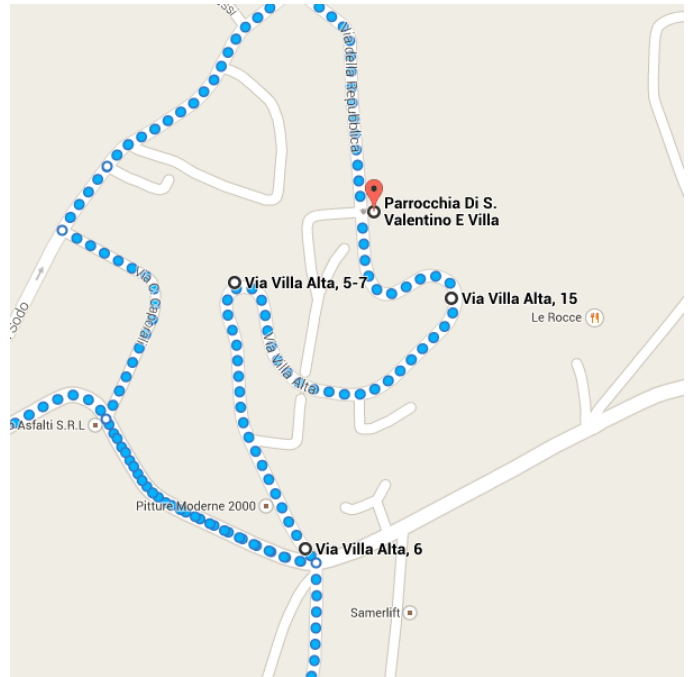 Via della Repubblica
Parrocchia Di S.
Valentino E Villa
Via Villa Alta, 5-7
Via Villa Alta, 15
Le Rocce
Sodo
Via Villa Alta
Asfalti S.R.L
Pitture Moderne 2000
Via Villa Alta, 6
Samerlift